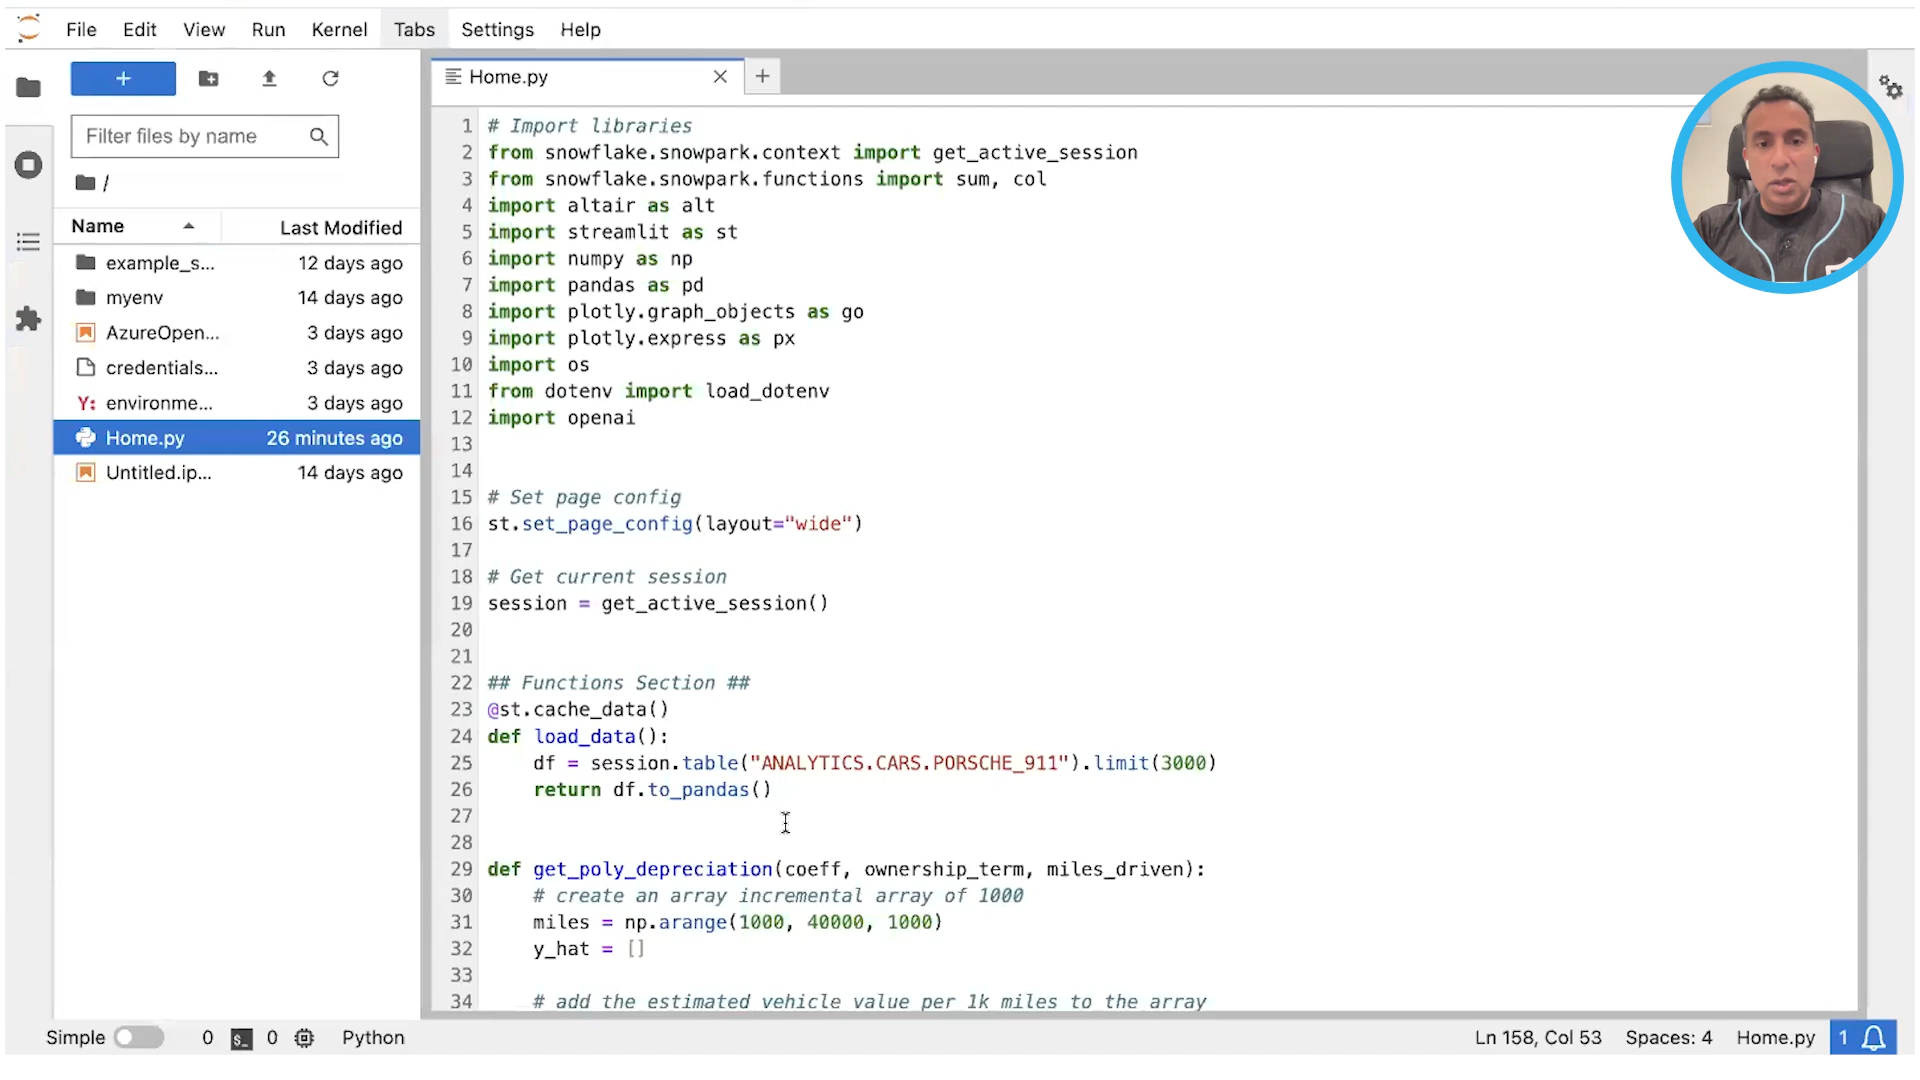 File Edit View Run Kernel Tabs Settings Help
+
Filter files by name
/
Name Last Modified
example_s... 12 days ago
myenv 14 days ago
AzureOpen... 3 days ago
credentials... 3 days ago
Y: environme... 3 days ago
Home.py 26 minutes ago
Untitled.ip... 14 days ago
Home.py
1 # Import libraries
2 from snowflake.snowpark.context import get_active_session
3 from snowflake.snowpark.functions import sum, col
4 import altair as alt
5 import streamlit as st
6 import numpy as np
7 import pandas as pd
8 import plotly.graph_objects as go
9 import plotly.express as px
10 import os
11 from dotenv import load_dotenv
12 import openai
13
14
15 # Set page config
16 st.set_page_config(layout="wide")
17
18 # Get current session
19 session = get_active_session()
20
21
22 ## Functions Section ##
23 @st.cache_data()
24 def load_data():
25 df = session.table("ANALYTICS.CARS.PORSCHE_911").limit(3000)
26 return df.to_pandas()
27
28
29 def get_poly_depreciation(coeff, ownership_term, miles_driven):
30 # create an array incremental array of 1000
31 miles = np.arange(1000, 40000, 1000)
32 y_hat = []
33
34 # add the estimated vehicle value per 1k miles to the array
Simple 0 $_ 0 Python Ln 158, Col 53 Spaces: 4 Home.py 1